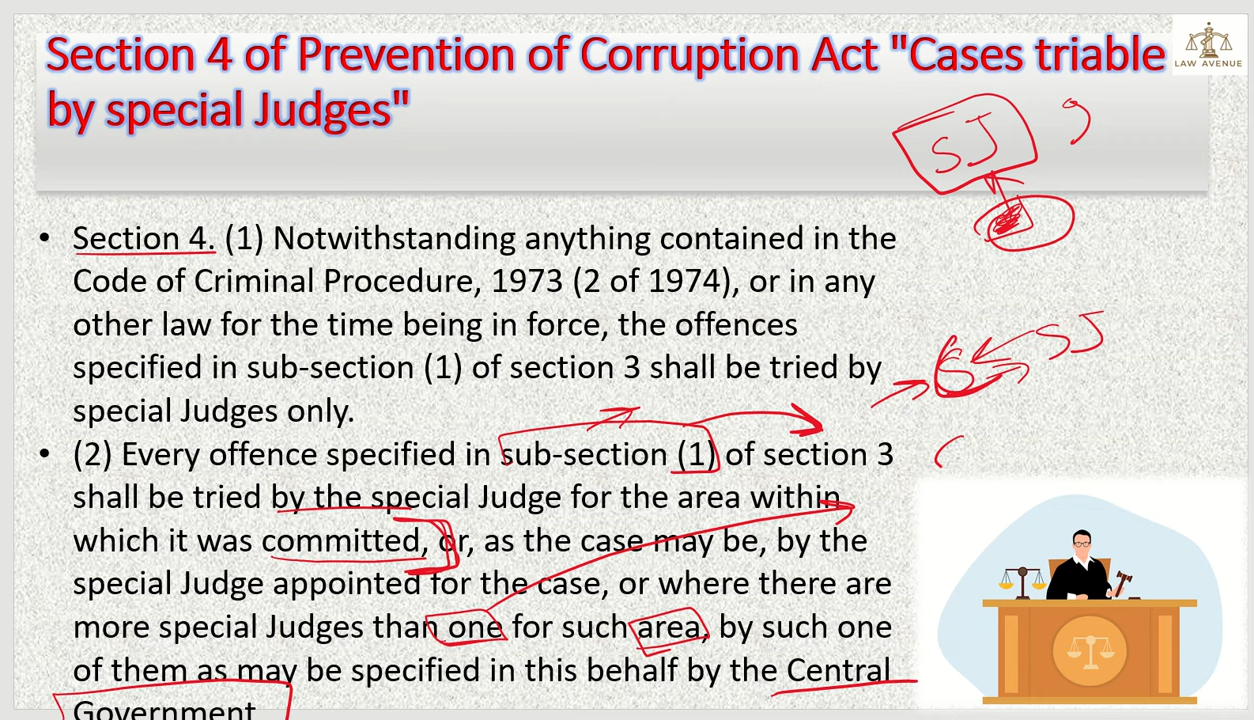 Section 4 of Prevention of Corruption Act "Cases triable
by special Judges"
LAW AVENUE
SJ
• Section 4. (1) Notwithstanding anything contained in the
Code of Criminal Procedure, 1973 (2 of 1974), or in any
other law for the time being in force, the offences
specified in sub-section (1) of section 3 shall be tried by
special Judges only.
SJ
• (2) Every offence specified in sub-section (1) of section 3
shall be tried by the special Judge for the area within
which it was committed, or, as the case may be, by the
special Judge appointed for the case, or where there are
more special Judges than one for such area, by such one
of them as may be specified in this behalf by the Central
Government